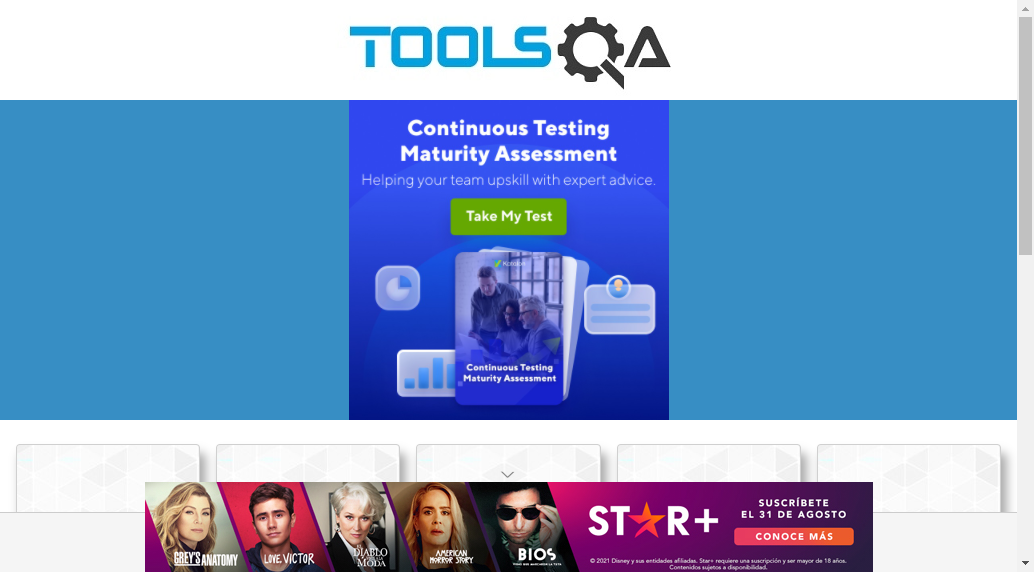 TOOLSQA
Continuous Testing
Maturity Assessment
Helping your team upskill with expert advice.
Take My Test
Katalon
Continuous Testing
Maturity Assessment
GREY'S ANATOMY
LOVE, VICTOR
EL DIABLO
MODA
AMERICAN
HORROR STORY
BIOS
STAR+
SUSCRÍBETE
EL 31 DE AGOSTO
CONOCE MÁS
© 2021 Disney y sus entidades afiliadas. Star+ requiere una suscripción y ser mayor de 18 años.
Contenidos sujetos a disponibilidad.